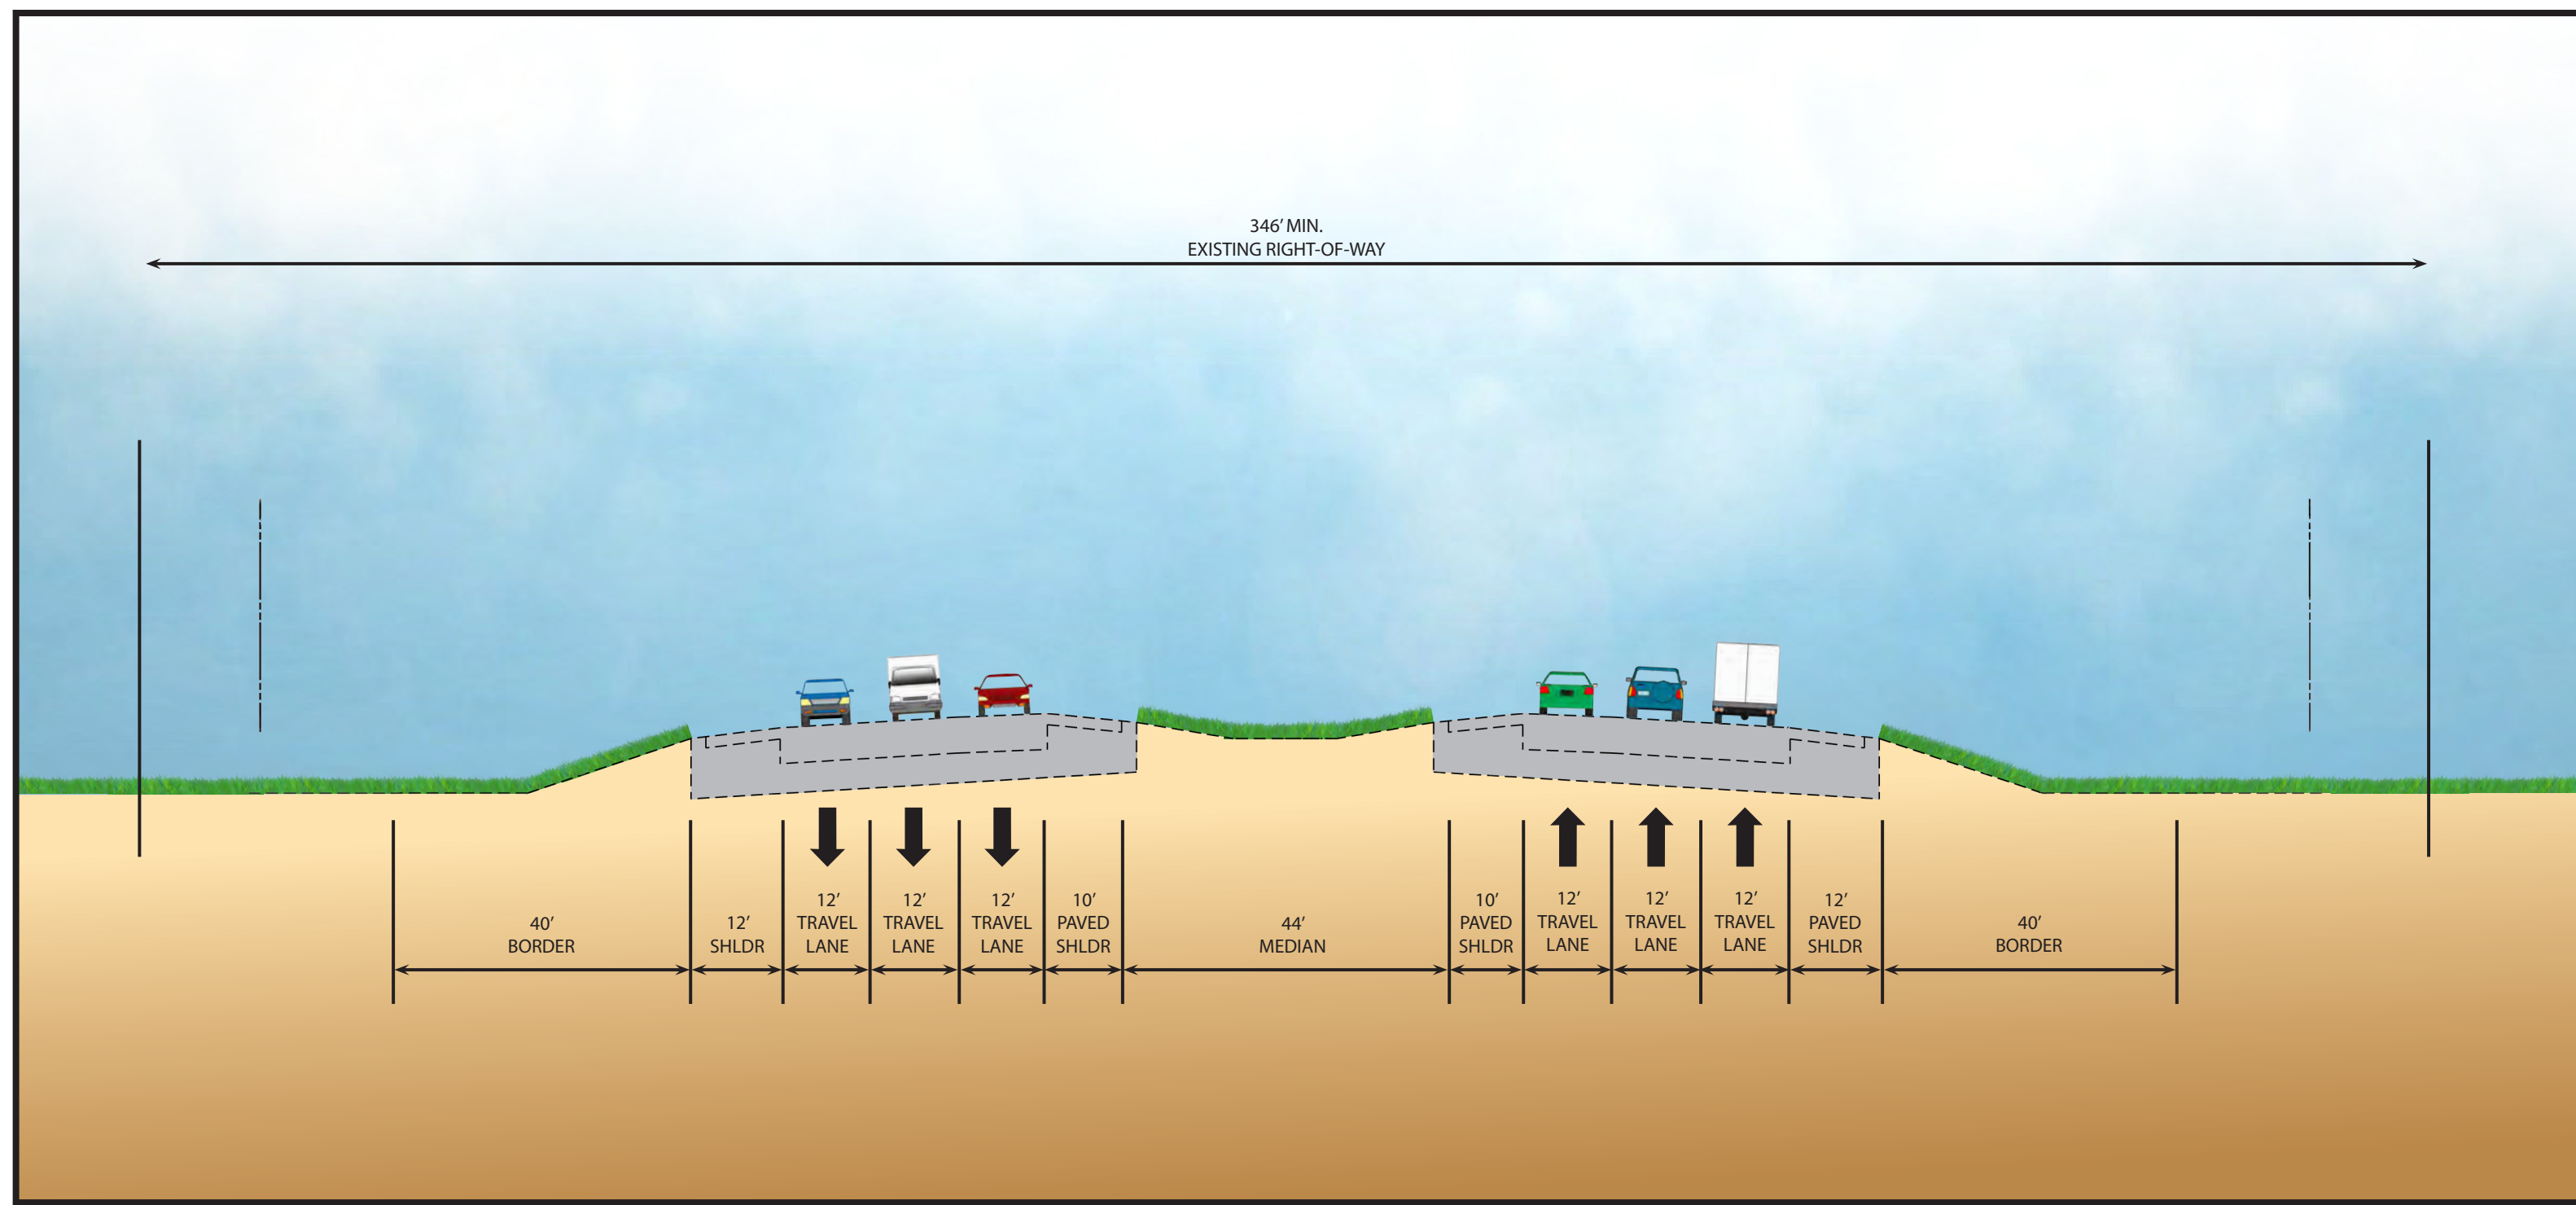 346’ MIN.
EXISTING RIGHT-OF-WAY
40’
BORDER
12’
SHLDR
12’
TRAVEL
LANE
12’
TRAVEL
LANE
12’
TRAVEL
LANE
10’
PAVED
SHLDR
44’
MEDIAN
10’
PAVED
SHLDR
12’
TRAVEL
LANE
12’
TRAVEL
LANE
12’
TRAVEL
LANE
12’
PAVED
SHLDR
40’
BORDER